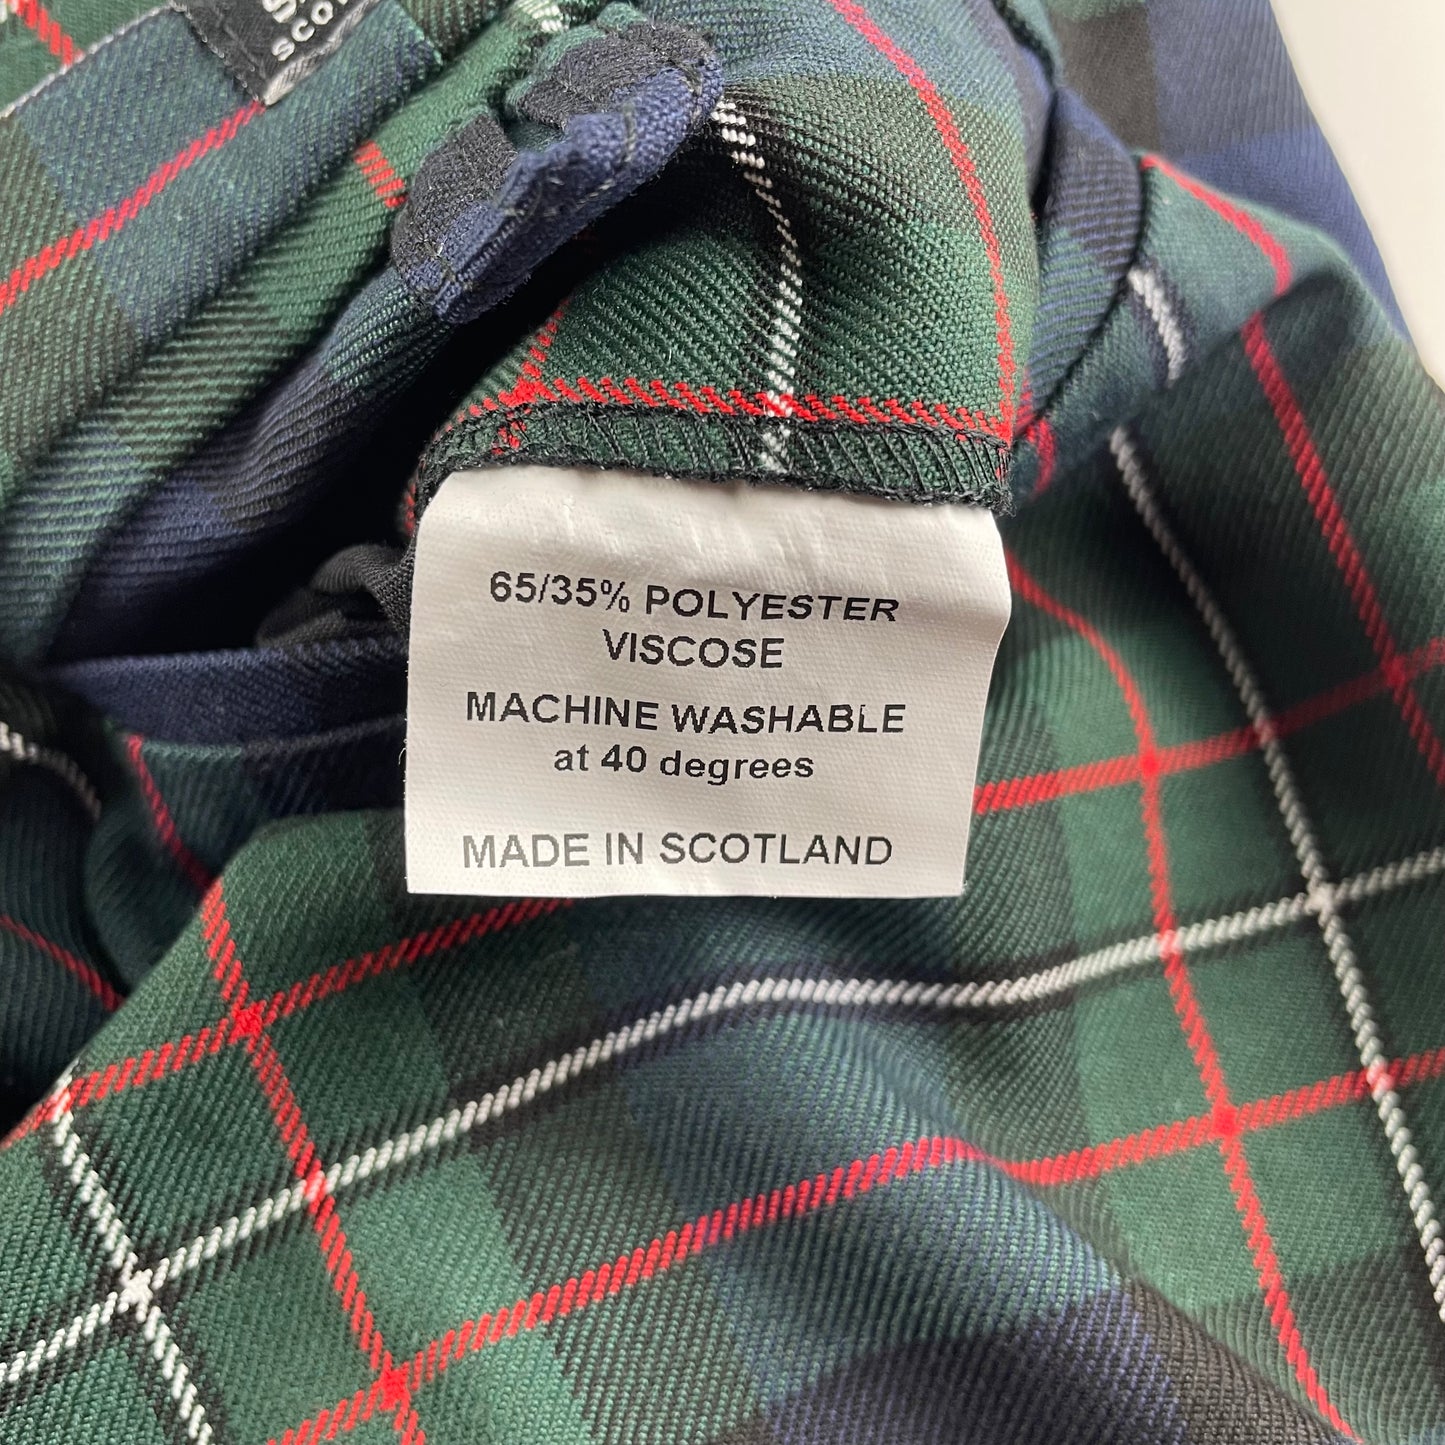 65/35% POLYESTER
VISCOSE
MACHINE WASHABLE
at 40 degrees
MADE IN SCOTLAND